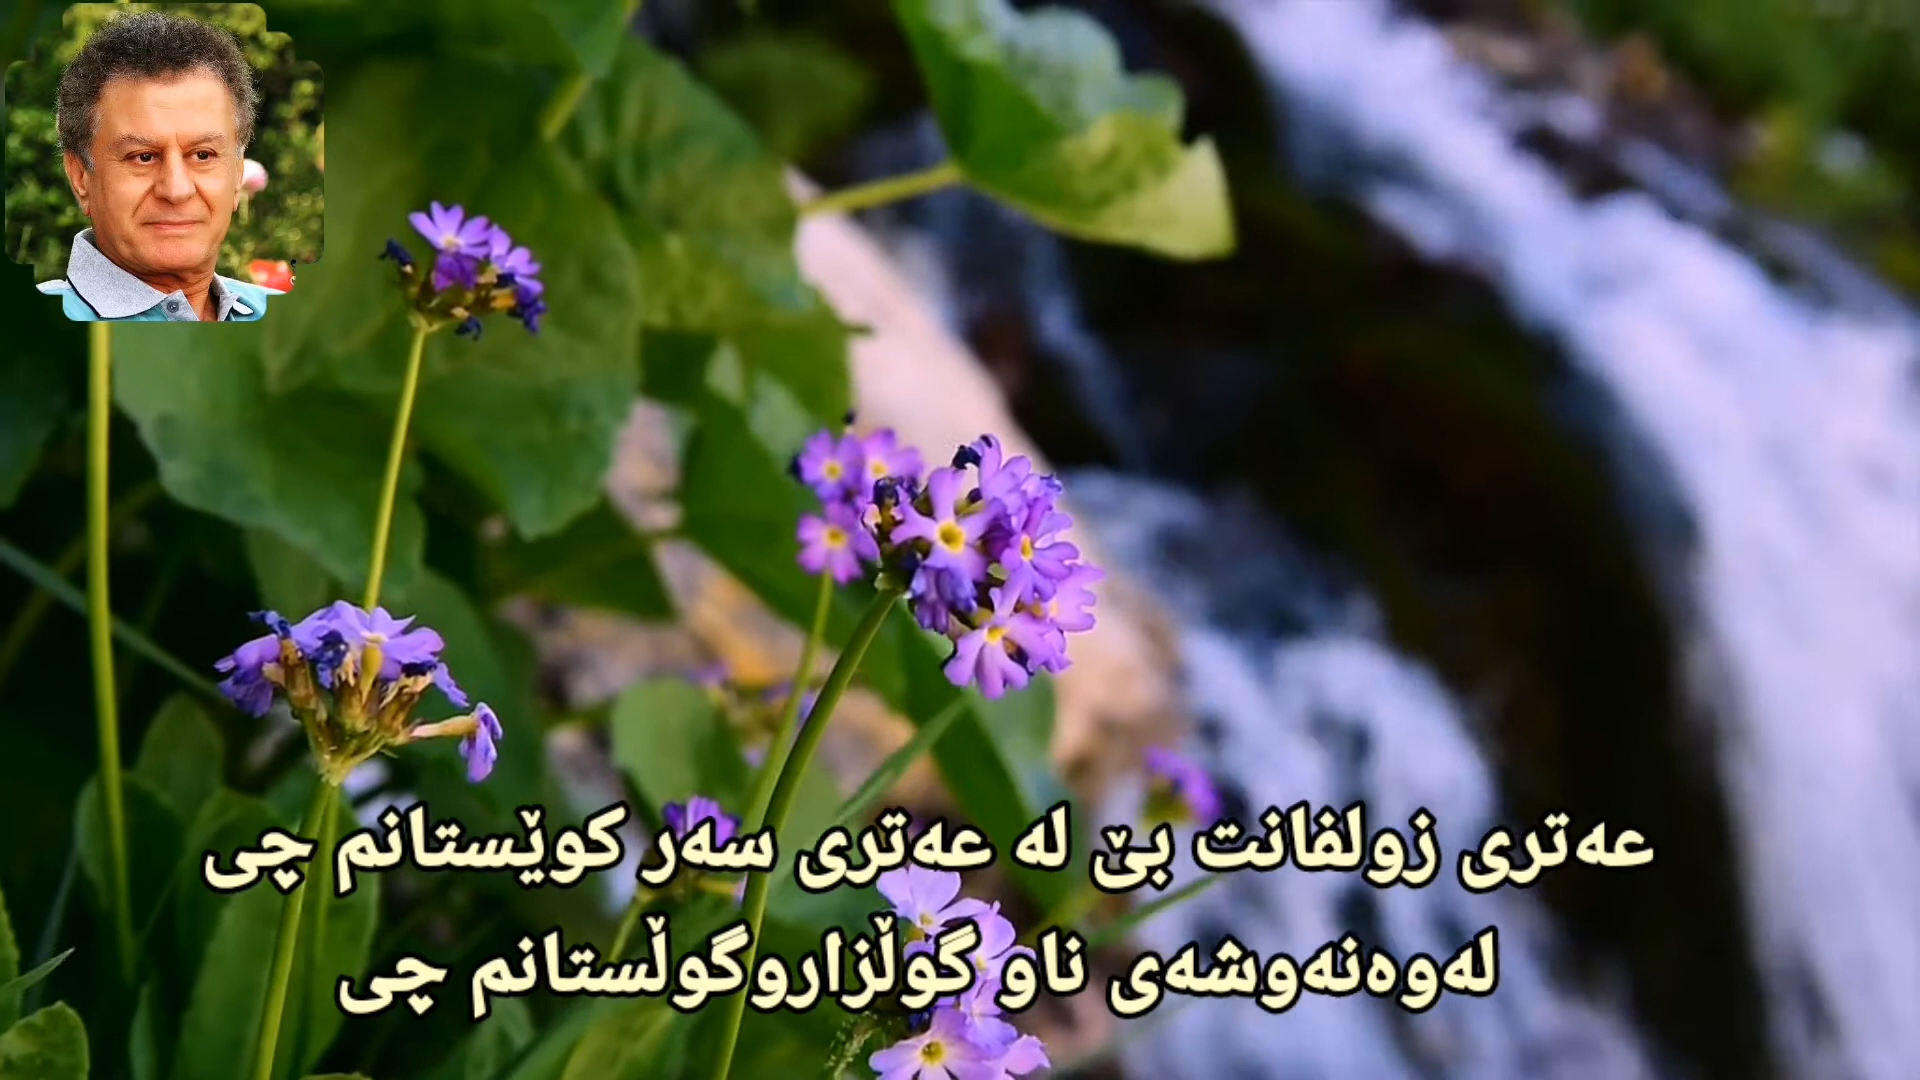 عەتری زولفانت بێ لە عەتری سەر کوێستانم چی
لەوەنەوشەی ناو گوڵزاروگوڵستانم چی